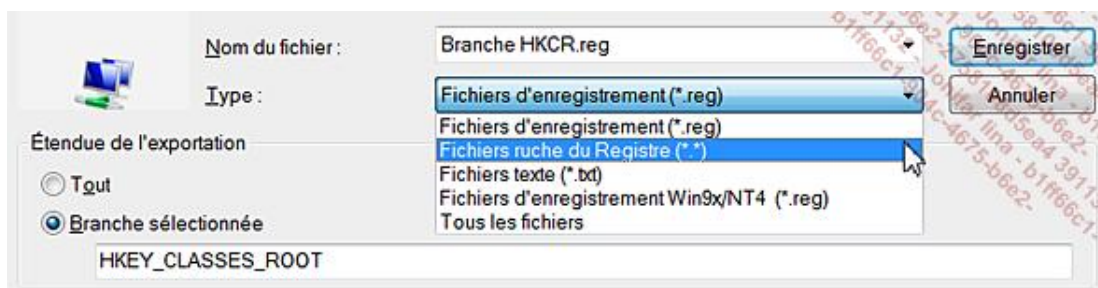 Nom du fichier :
Branche HKCR.reg
Enregistrer
Type :
Fichiers d'enregistrement (*.reg)
Annuler
Fichiers d'enregistrement (*.reg)
Fichiers ruche du Registre (*.*)
Fichiers texte (*.txt)
Fichiers d'enregistrement Win9x/NT4 (*.reg)
Tous les fichiers
Étendue de l'exportation
Tout
Branche sélectionnée
HKEY_CLASSES_ROOT